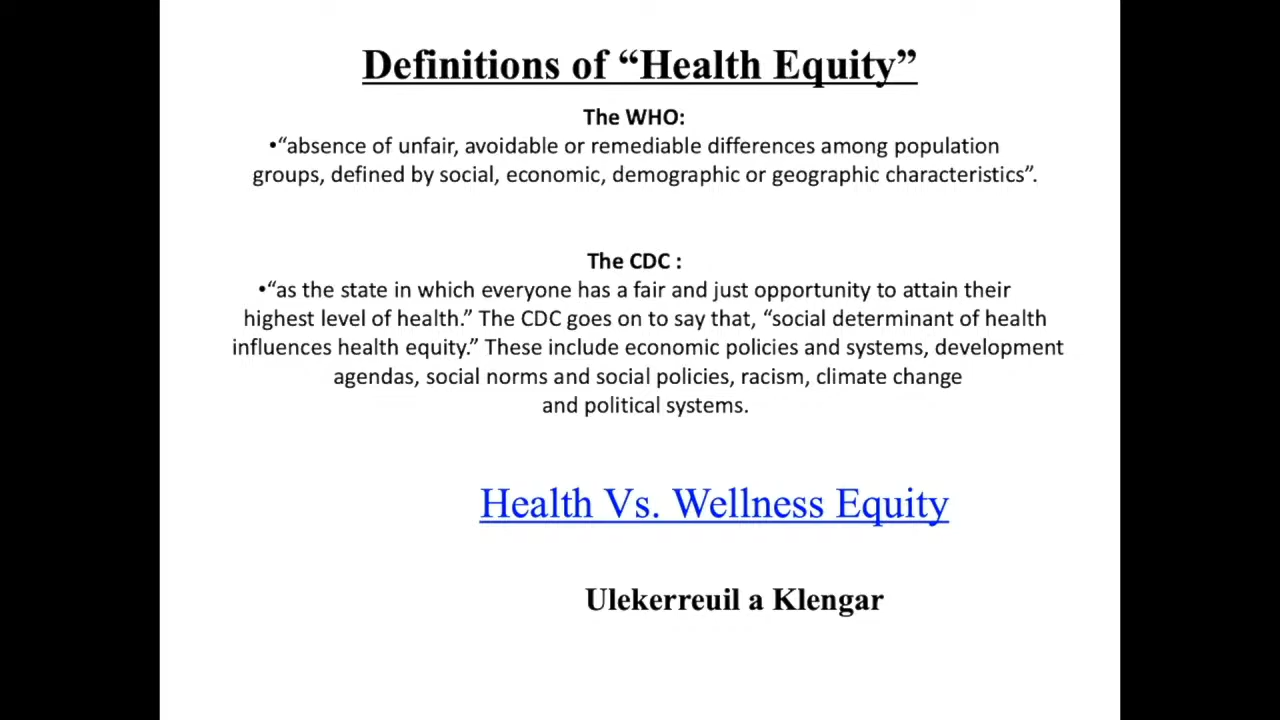 Definitions of “Health Equity”
The WHO:
•“absence of unfair, avoidable or remediable differences among population
groups, defined by social, economic, demographic or geographic characteristics”.
The CDC :
•“as the state in which everyone has a fair and just opportunity to attain their
highest level of health.” The CDC goes on to say that, “social determinant of health
influences health equity.” These include economic policies and systems, development
agendas, social norms and social policies, racism, climate change
and political systems.
Health Vs. Wellness Equity
Ulekerreuil a Klengar